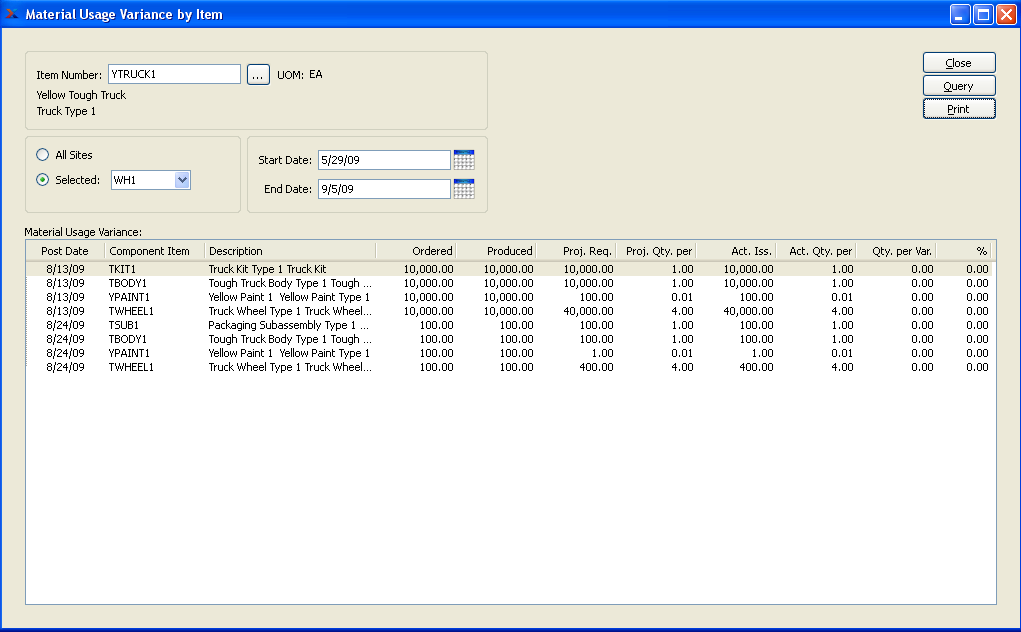 Material Usage Variance by Item
Item Number: YTRUCK1 ... UOM: EA
Yellow Tough Truck
Truck Type 1
Close
Query
Print
All Sites
Selected: WH1
Start Date: 5/29/09
End Date: 9/5/09
Material Usage Variance:
Post Date Component Item Description Ordered Produced Proj. Req. Proj. Qty. per Act. Iss. Act. Qty. per Qty. per Var. %
8/13/09 TKIT1 Truck Kit Type 1 Truck Kit 10,000.00 10,000.00 10,000.00 1.00 10,000.00 1.00 0.00 0.00
8/13/09 TBODY1 Tough Truck Body Type 1 Tough ... 10,000.00 10,000.00 10,000.00 1.00 10,000.00 1.00 0.00 0.00
8/13/09 YPAINT1 Yellow Paint 1 Yellow Paint Type 1 10,000.00 10,000.00 100.00 0.01 100.00 0.01 0.00 0.00
8/13/09 TWHEEL1 Truck Wheel Type 1 Truck Wheel... 10,000.00 10,000.00 40,000.00 4.00 40,000.00 4.00 0.00 0.00
8/24/09 TSUB1 Packaging Subassembly Type 1 ... 100.00 100.00 100.00 1.00 100.00 1.00 0.00 0.00
8/24/09 TBODY1 Tough Truck Body Type 1 Tough ... 100.00 100.00 100.00 1.00 100.00 1.00 0.00 0.00
8/24/09 YPAINT1 Yellow Paint 1 Yellow Paint Type 1 100.00 100.00 1.00 0.01 1.00 0.01 0.00 0.00
8/24/09 TWHEEL1 Truck Wheel Type 1 Truck Wheel... 100.00 100.00 400.00 4.00 400.00 4.00 0.00 0.00